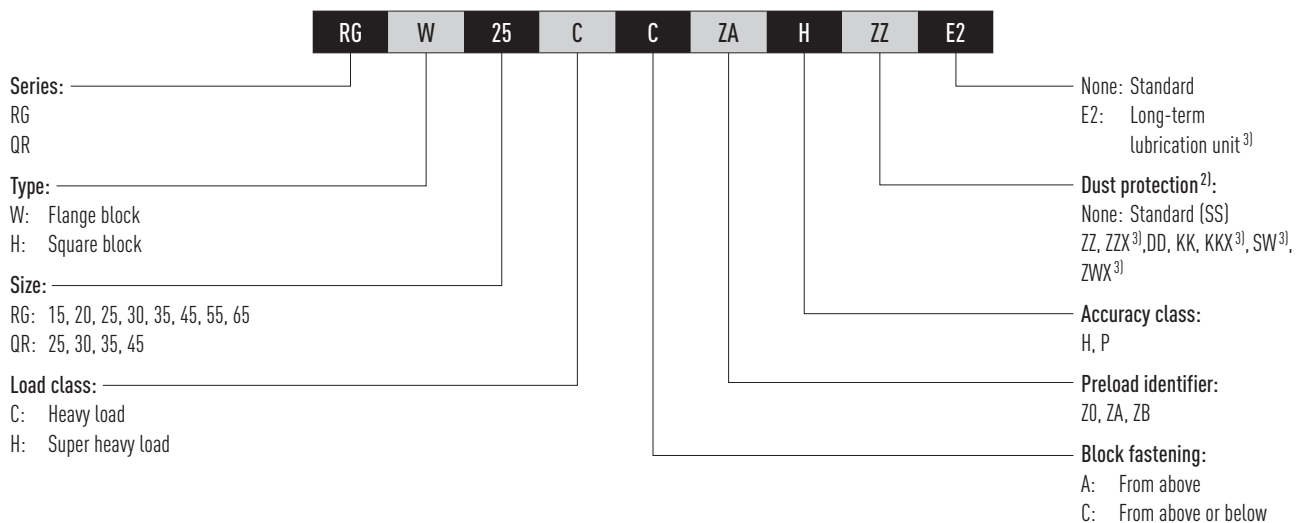 RG W 25 C C ZA H ZZ E2
Series:
RG
QR
Type:
W: Flange block
H: Square block
Size:
RG: 15, 20, 25, 30, 35, 45, 55, 65
QR: 25, 30, 35, 45
Load class:
C: Heavy load
H: Super heavy load
None: Standard
E2: Long-term
lubrication unit 3)
Dust protection 2):
None: Standard (SS)
ZZ, ZZX 3),DD, KK, KKX 3), SW 3),
ZWX 3)
Accuracy class:
H, P
Preload identifier:
Z0, ZA, ZB
Block fastening:
A: From above
C: From above or below